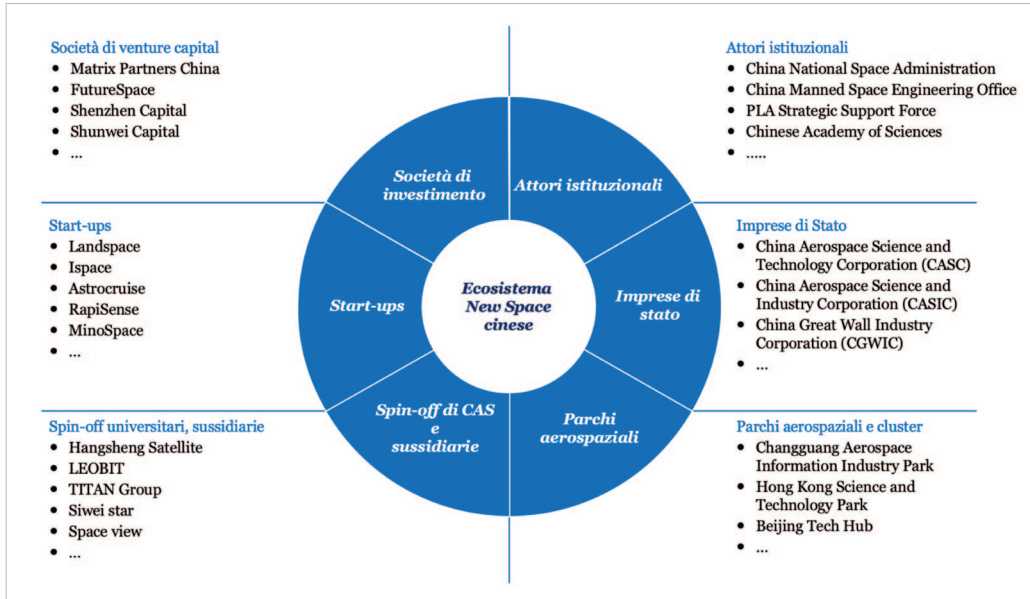 Società di venture capital
• Matrix Partners China
• FutureSpace
• Shenzhen Capital
• Shunwei Capital
• ...
Attori istituzionali
• China National Space Administration
• China Manned Space Engineering Office
• PLA Strategic Support Force
• Chinese Academy of Sciences
• .....
Start-ups
• Landspace
• Ispace
• Astrocruise
• RapiSense
• MinoSpace
• ...
Imprese di Stato
• China Aerospace Science and
Technology Corporation (CASC)
• China Aerospace Science and
Industry Corporation (CASIC)
• China Great Wall Industry
Corporation (CGWIC)
• ...
Spin-off universitari, sussidiarie
• Hangsheng Satellite
• LEOBIT
• TITAN Group
• Siwei star
• Space view
• ...
Parchi aerospaziali e cluster
• Changguang Aerospace
Information Industry Park
• Hong Kong Science and
Technology Park
• Beijing Tech Hub
• ...
Società di
investimento
Attori istituzionali
Start-ups
Ecosistema
New Space
cinese
Imprese di
stato
Spin-off di CAS
e
sussidiarie
Parchi
aerospaziali